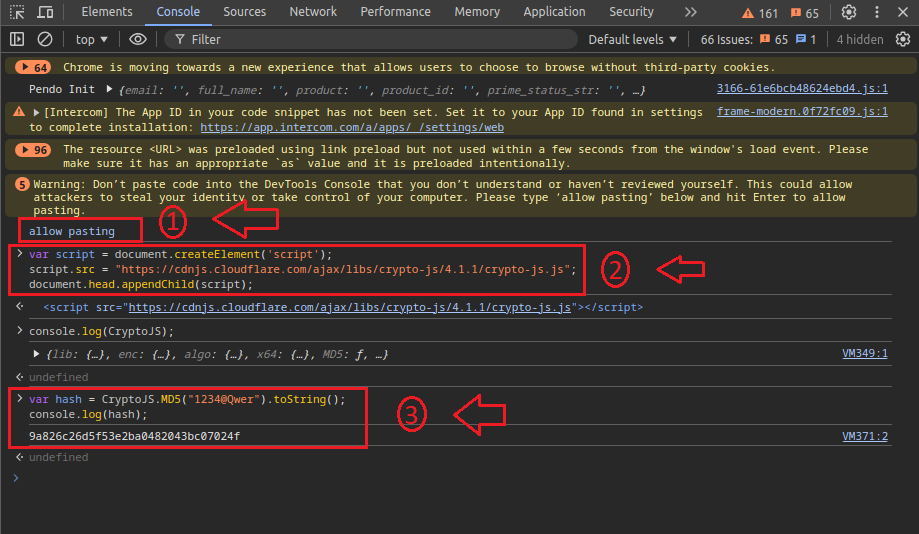 Elements Console Sources Network Performance Memory Application Security 161 65
top Filter Default levels 66 Issues: 65 1 4 hidden
64 Chrome is moving towards a new experience that allows users to choose to browse without third-party cookies.
Pendo Init {email: '', full_name: '', product: '', product_id: '', prime_status_str: '', …} 3166-61e6bcb48624ebd4.js:1
[Intercom] The App ID in your code snippet has not been set. Set it to your App ID found in settings frame-modern.0f72fc09.js:1
to complete installation: https://app.intercom.com/a/apps/_/settings/web
96 The resource <URL> was preloaded using link preload but not used within a few seconds from the window's load event. Please
make sure it has an appropriate `as` value and it is preloaded intentionally.
5 Warning: Don't paste code into the DevTools Console that you don't understand or haven't reviewed yourself. This could allow
attackers to steal your identity or take control of your computer. Please type 'allow pasting' below and hit Enter to allow
pasting.
allow pasting 1
var script = document.createElement('script');
script.src = "https://cdnjs.cloudflare.com/ajax/libs/crypto-js/4.1.1/crypto-js.js"; 2
document.head.appendChild(script);
<script src="https://cdnjs.cloudflare.com/ajax/libs/crypto-js/4.1.1/crypto-js.js"></script>
console.log(CryptoJS);
{lib: {…}, enc: {…}, algo: {…}, x64: {…}, MD5: ƒ, …} VM349:1
undefined
var hash = CryptoJS.MD5("1234@Qwer").toString();
console.log(hash); 3
9a826c26d5f53e2ba0482043bc07024f VM371:2
undefined